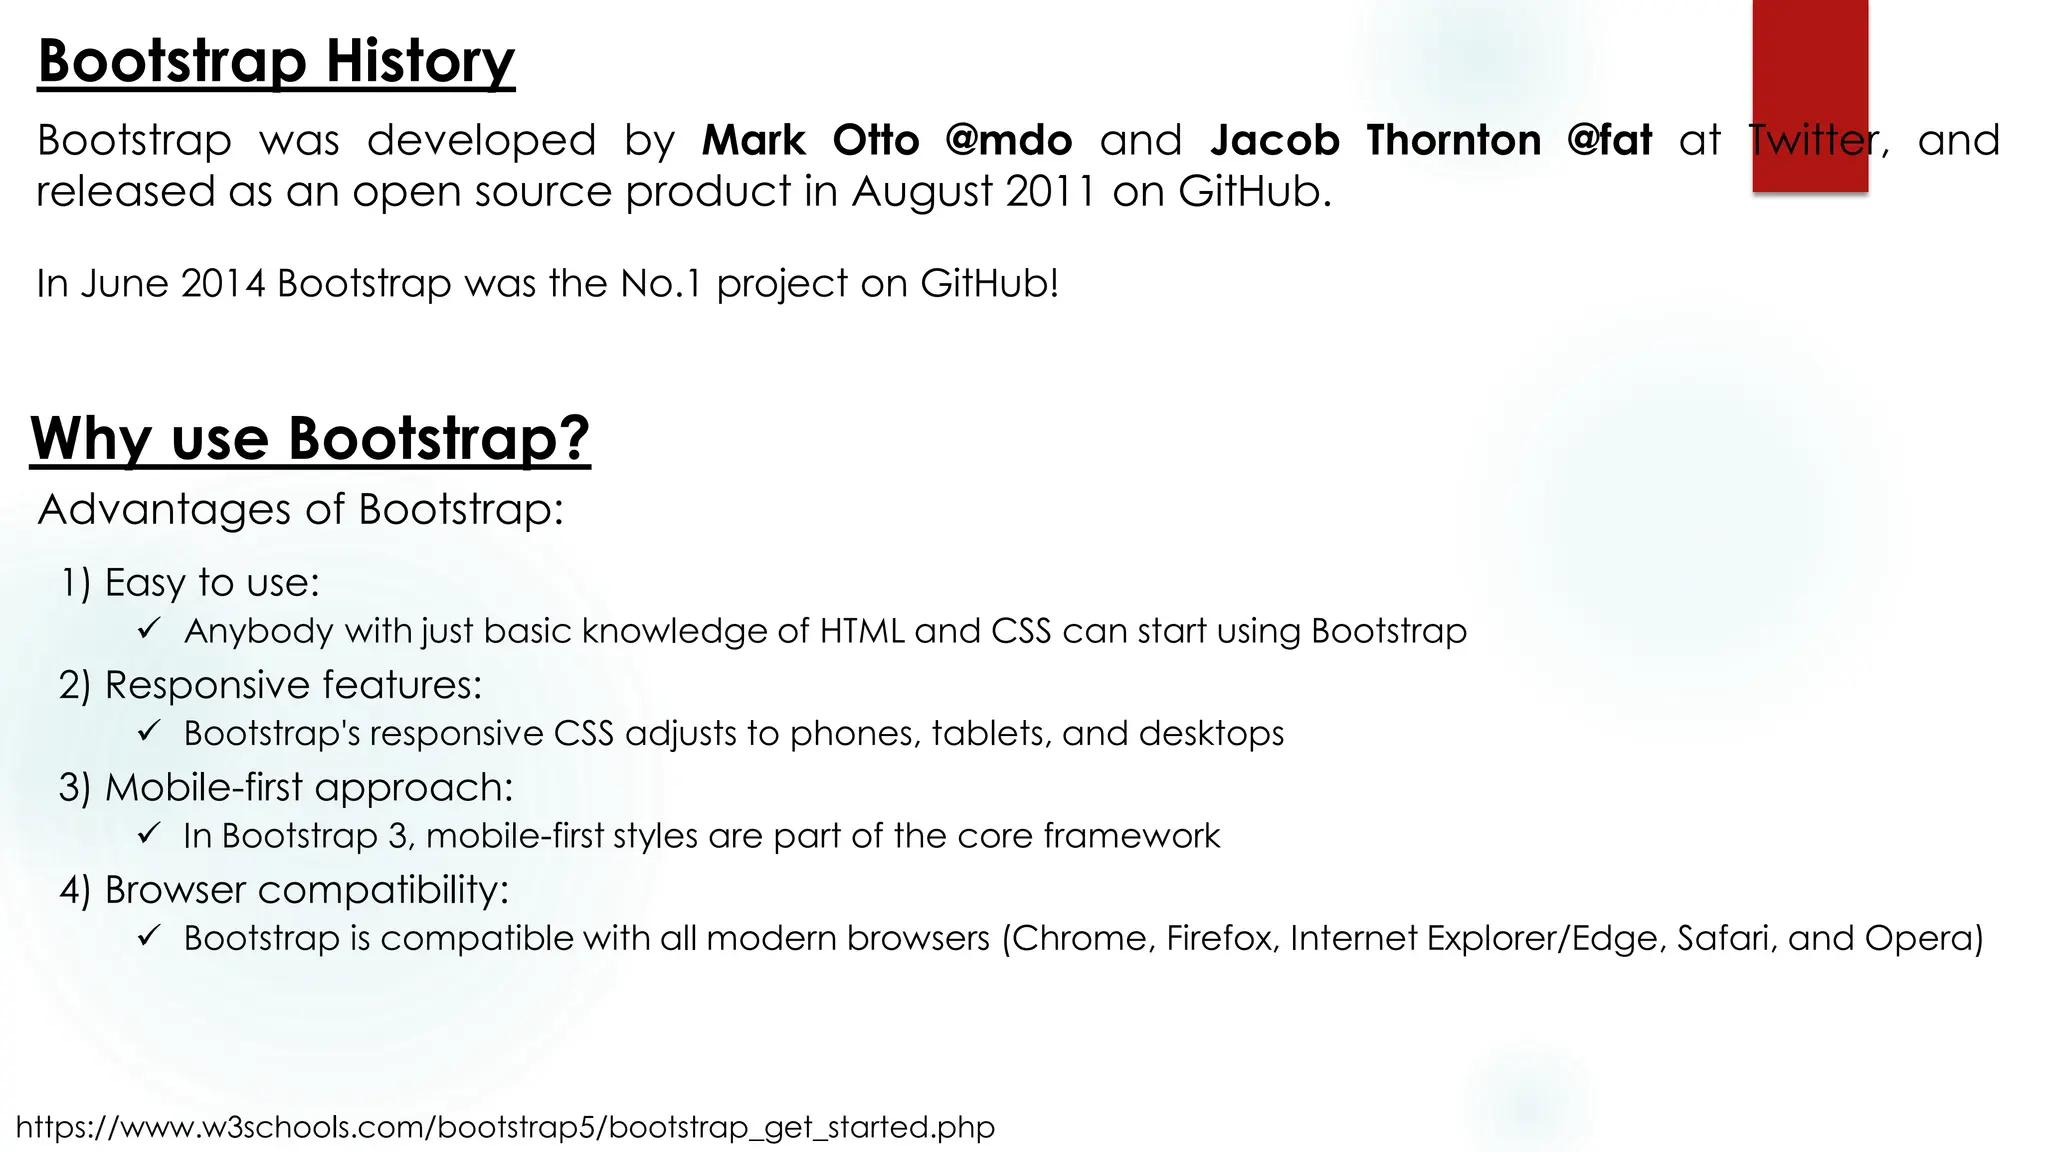 Bootstrap History
Bootstrap was developed by Mark Otto @mdo and Jacob Thornton @fat at Twitter, and
released as an open source product in August 2011 on GitHub.
In June 2014 Bootstrap was the No.1 project on GitHub!
Why use Bootstrap?
Advantages of Bootstrap:
1) Easy to use:
✓ Anybody with just basic knowledge of HTML and CSS can start using Bootstrap
2) Responsive features:
✓ Bootstrap's responsive CSS adjusts to phones, tablets, and desktops
3) Mobile-first approach:
✓ In Bootstrap 3, mobile-first styles are part of the core framework
4) Browser compatibility:
✓ Bootstrap is compatible with all modern browsers (Chrome, Firefox, Internet Explorer/Edge, Safari, and Opera)
https://www.w3schools.com/bootstrap5/bootstrap_get_started.php